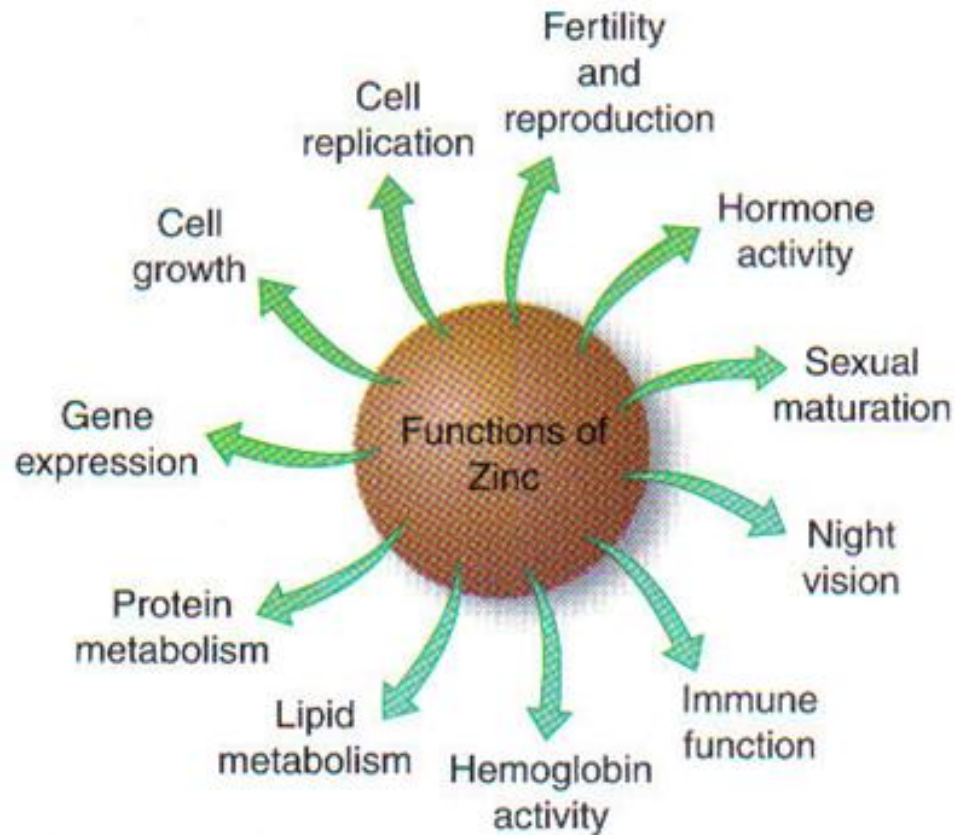 Fertility
and
reproduction
Cell
replication
Hormone
activity
Cell
growth
Sexual
maturation
Gene
expression
Functions of
Zinc
Night
vision
Protein
metabolism
Immune
function
Lipid
metabolism
Hemoglobin
activity